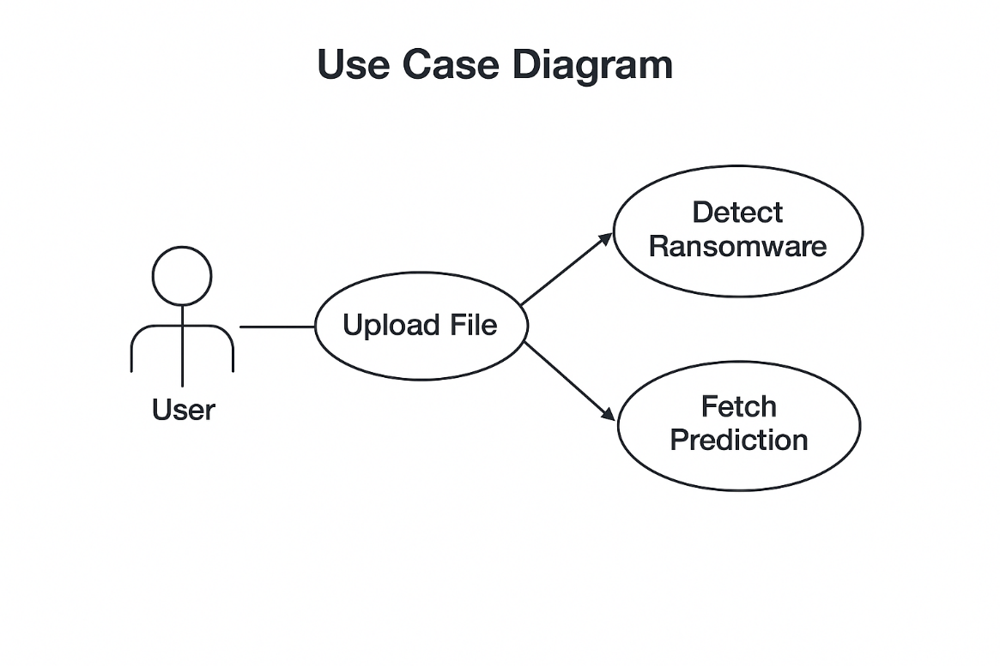 Use Case Diagram
Detect
Ransomware
Upload File
User
Fetch
Prediction